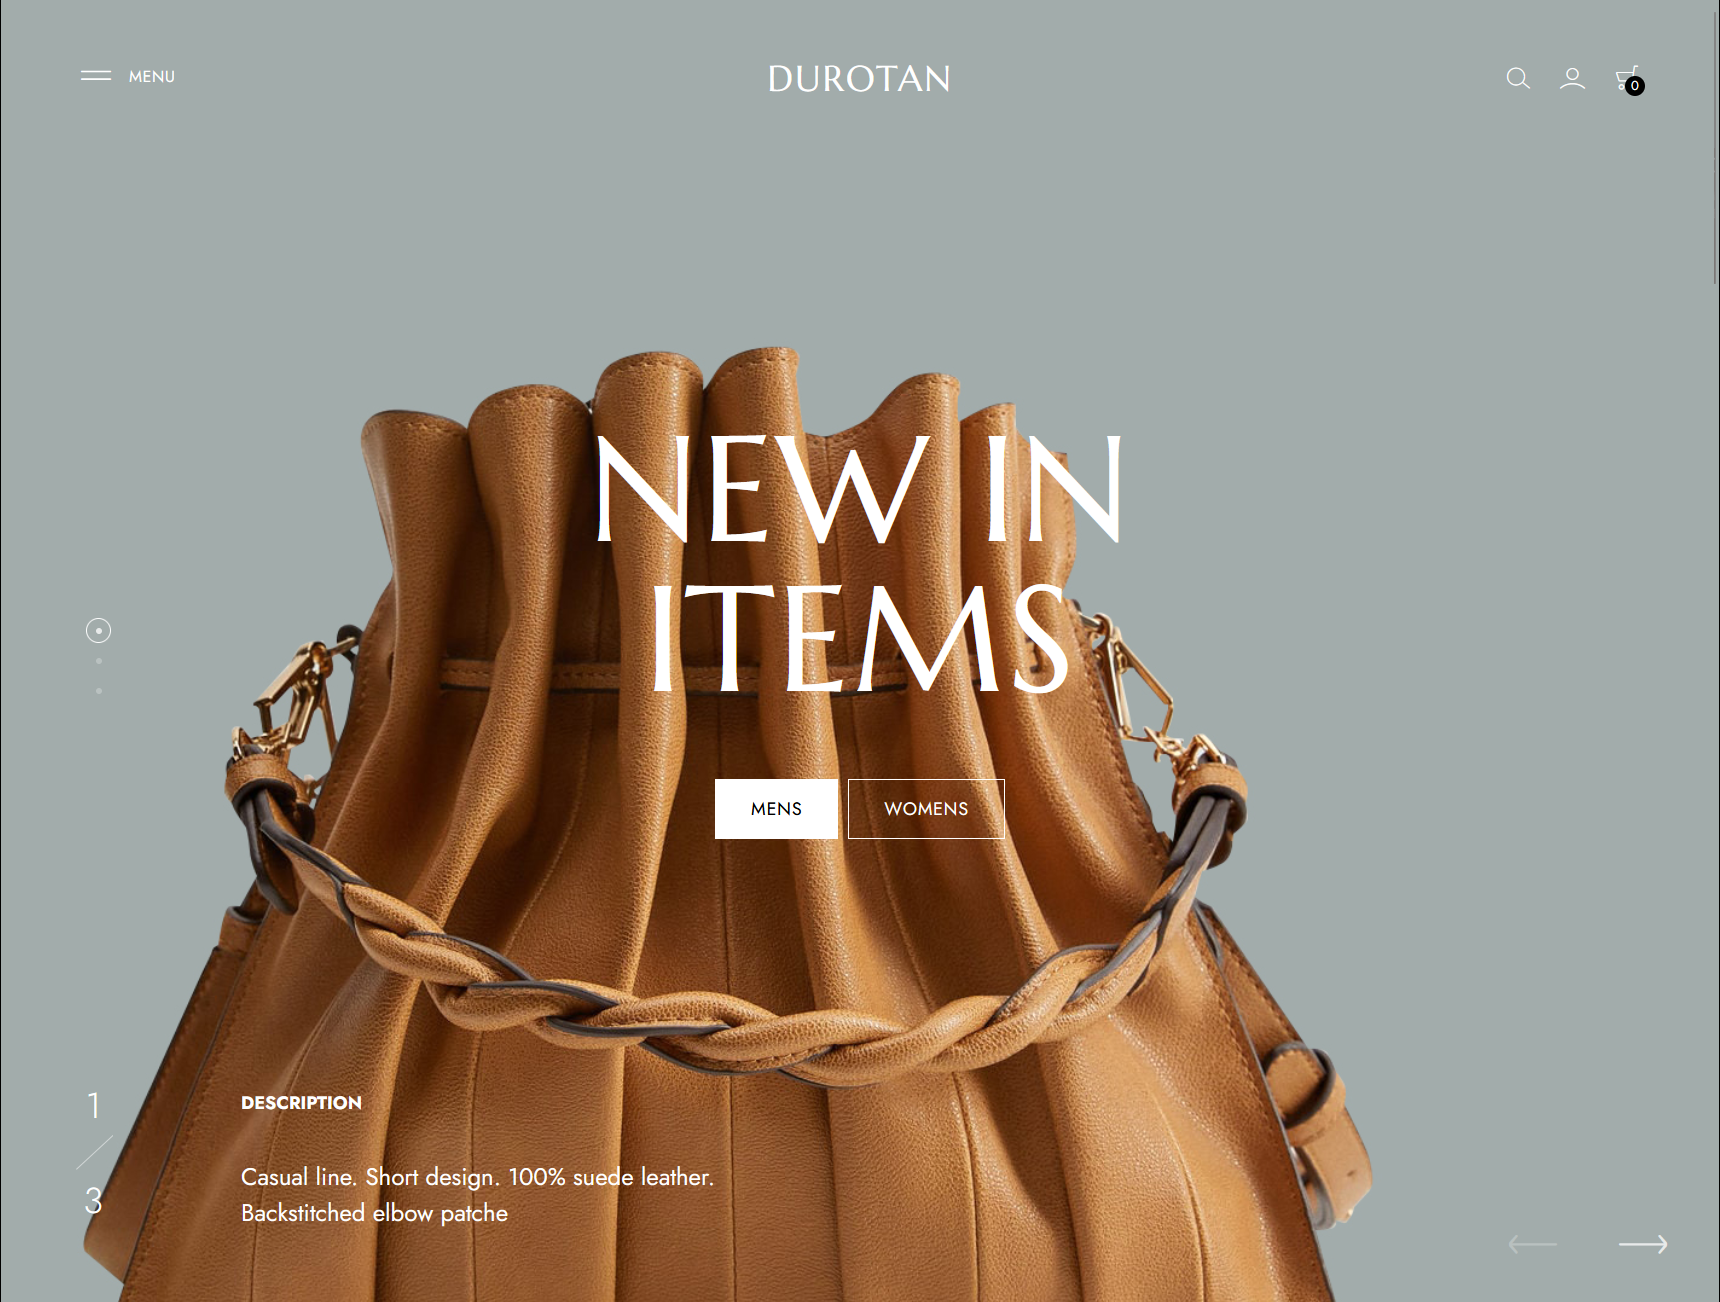 MENU
DUROTAN
0
NEW IN
ITEMS
MENS
WOMENS
1
3
DESCRIPTION
Casual line. Short design. 100% suede leather.
Backstitched elbow patche